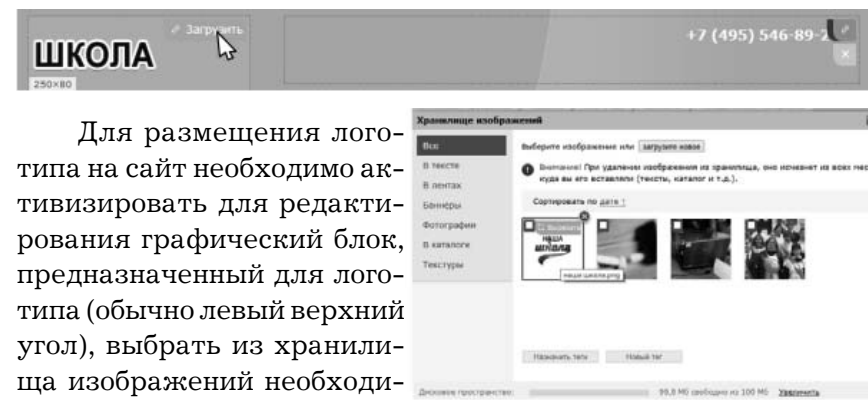 Загрузить
+7 (495) 546-89-2
ШКОЛА
250×80
Для размещения лого-
типа на сайт необходимо ак-
тивизировать для редакти-
рования графический блок,
предназначенный для лого-
типа (обычно левый верхний
угол), выбрать из хранили-
ща изображений необходи-
Хранилище изображений
Все
В тексте
В лентах
Баннеры
Фотографии
В каталоге
Текстуры
Выберите изображение или загрузите новое
Внимание! При удалении изображения из хранилища, оно исчезнет из всех мес
куда вы его вставляли (тексты, каталог и т.д.).
Сортировать по дате ↑
НАША
школа
наша школа.png
Назначить теги
Новый тег
Дисковое пространство:
99,8 Мб свободно из 100 Мб
Увеличить